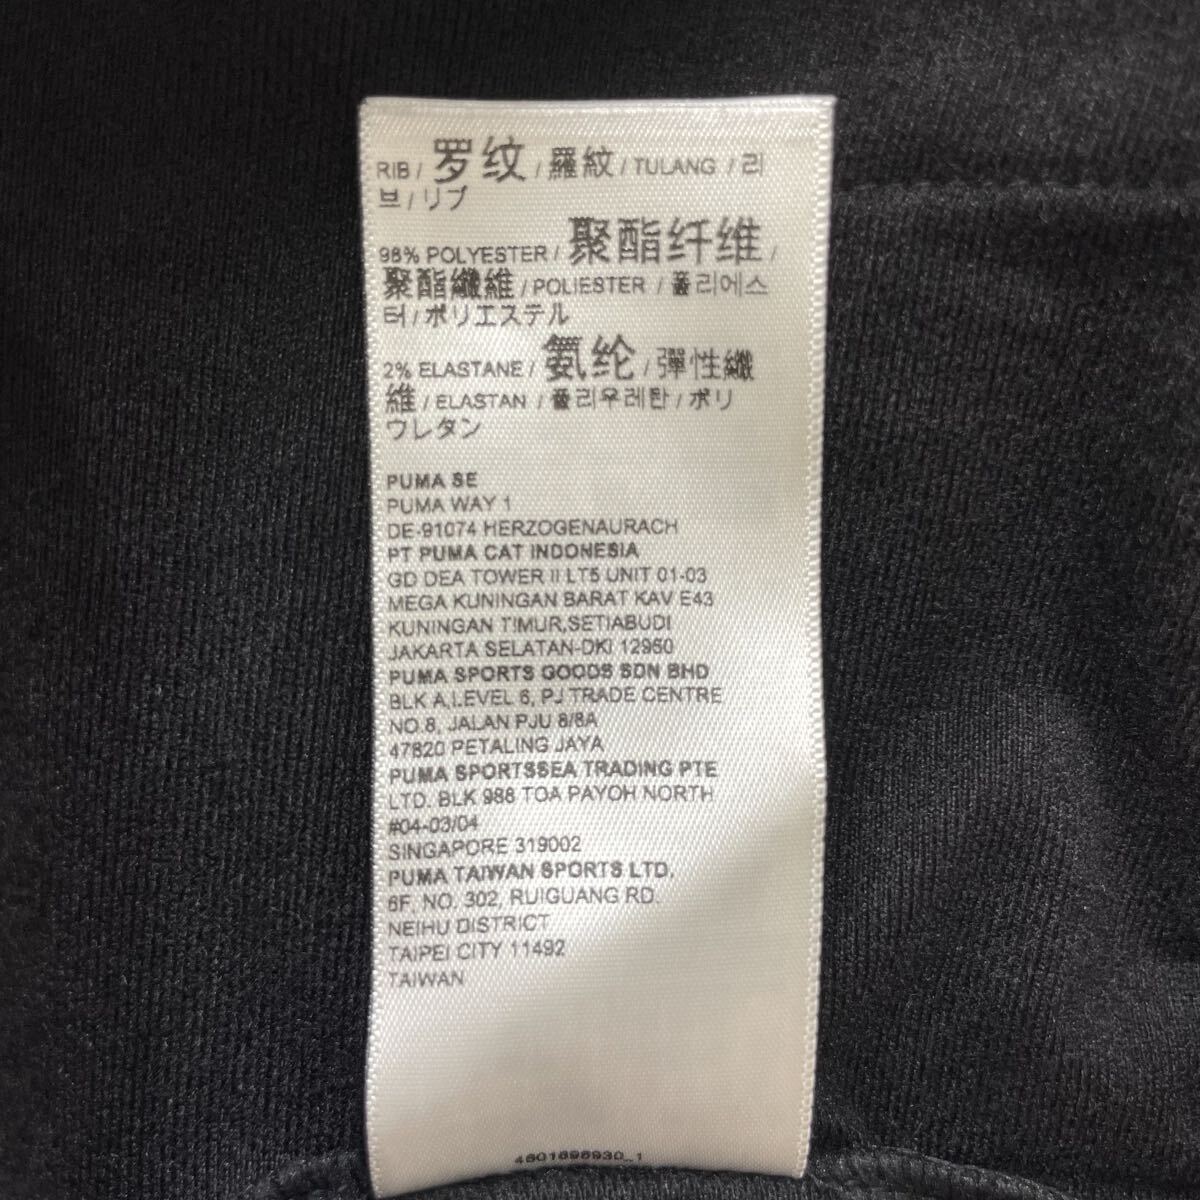 RIB / 罗纹 / 羅紋 / TULANG / 리
브 / リブ
98% POLYESTER / 聚酯纤维 /
聚酯纖維 / POLIESTER / 폴리에스
터 / ポリエステル
2% ELASTANE / 氨纶 / 彈性纖
維 / ELASTAN / 폴리우레탄 / ポリ
ウレタン
PUMA SE
PUMA WAY 1
DE-91074 HERZOGENAURACH
PT PUMA CAT INDONESIA
GD DEA TOWER II LT5 UNIT 01-03
MEGA KUNINGAN BARAT KAV E43
KUNINGAN TIMUR,SETIABUDI
JAKARTA SELATAN-DKI 12950
PUMA SPORTS GOODS SDN BHD
BLK A,LEVEL 6, PJ TRADE CENTRE
NO.8, JALAN PJU 8/8A
47820 PETALING JAYA
PUMA SPORTSSEA TRADING PTE
LTD. BLK 988 TOA PAYOH NORTH
#04-03/04
SINGAPORE 319002
PUMA TAIWAN SPORTS LTD.
6F, NO. 302, RUIGUANG RD.
NEIHU DISTRICT
TAIPEI CITY 11492
TAIWAN
4601698930_1